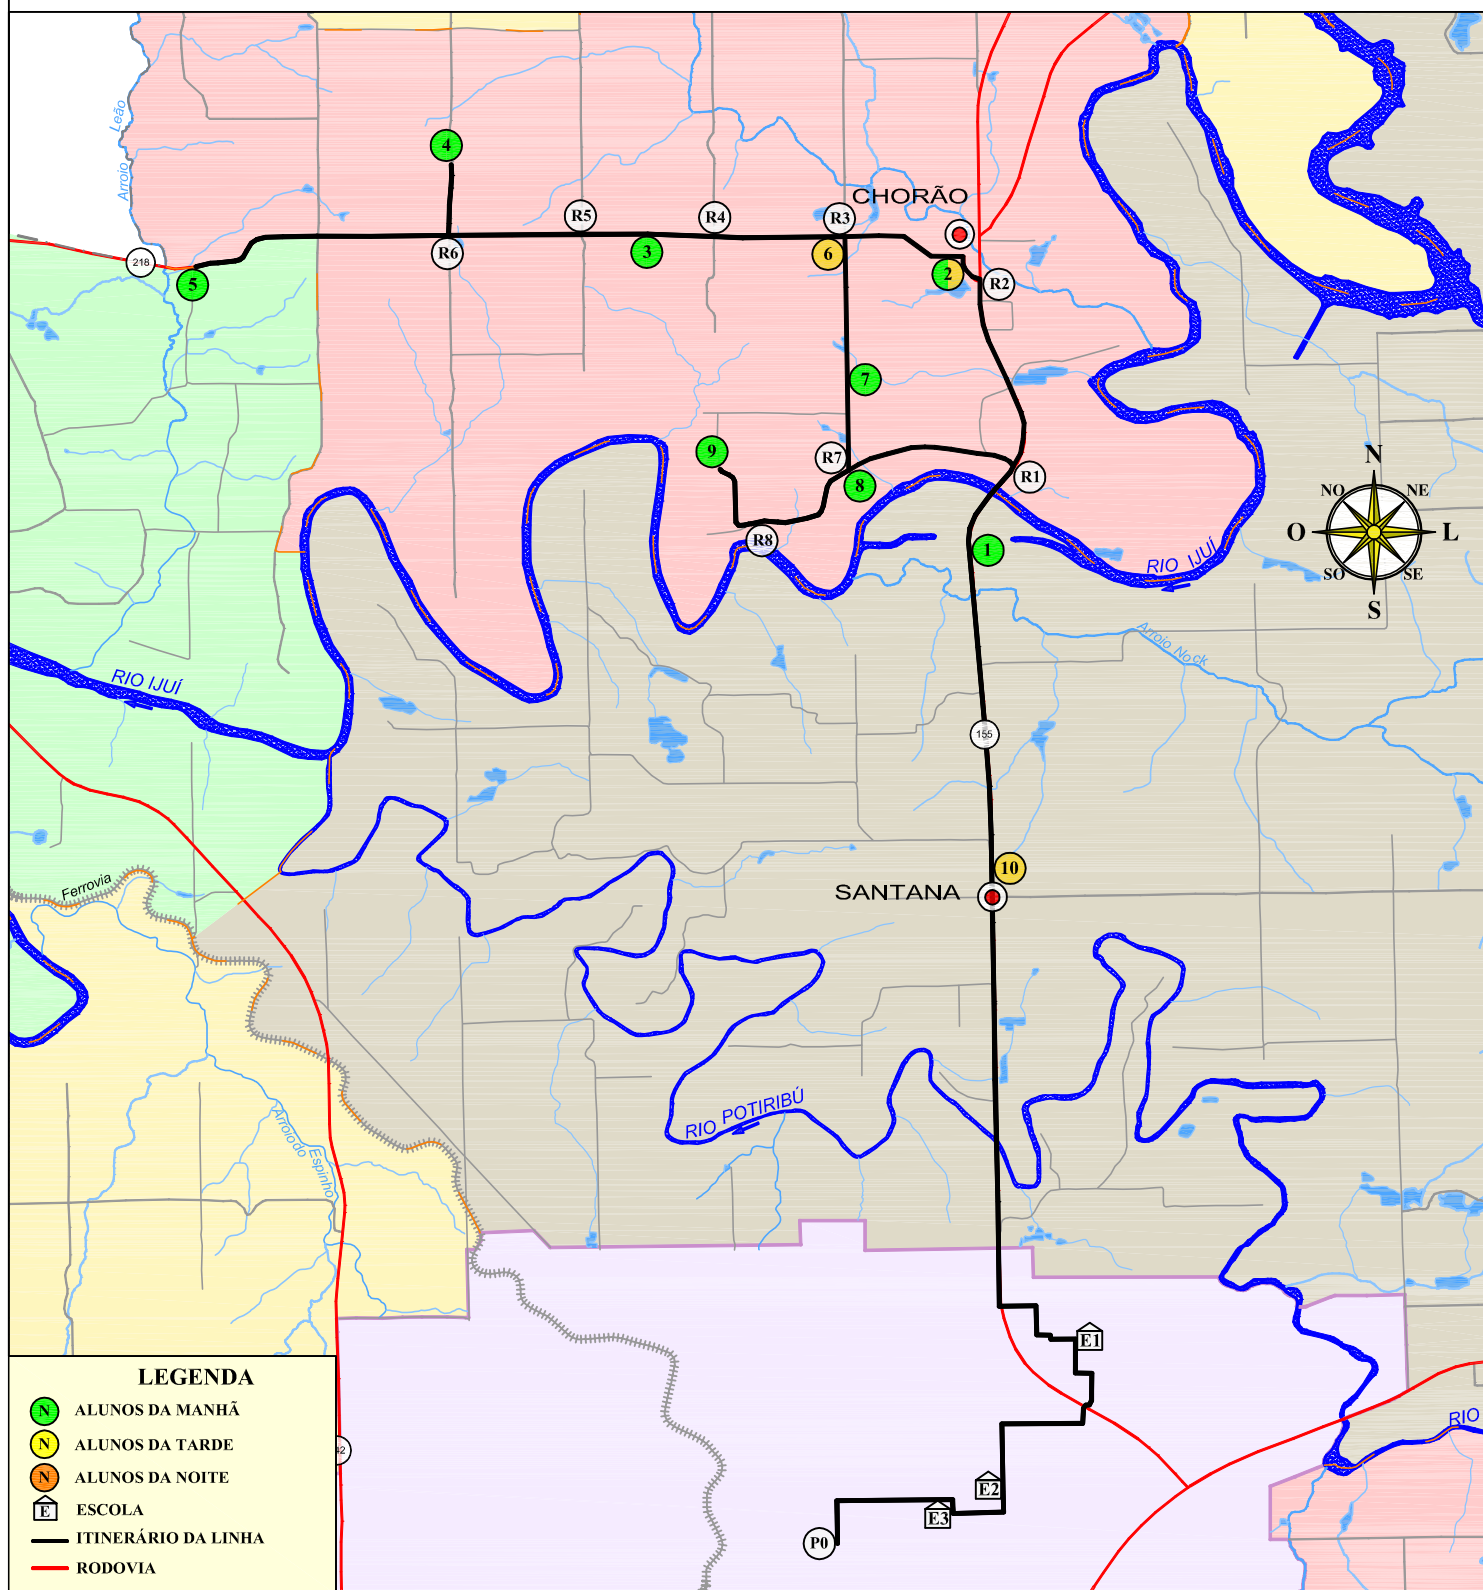 Arroio Leão
4
CHORÃO
R5
R4
R3
R6
3
6
2
R2
218
5
7
9
R7
8
R1
R8
1
N
NO
NE
O
L
SO
SE
S
RIO IJUÍ
Arroio Nock
RIO IJUÍ
155
10
SANTANA
Ferrovia
RIO POTIRIBÚ
Arroio do Espinho
E1
RIO
E2
E3
P0
LEGENDA
N ALUNOS DA MANHÃ
N ALUNOS DA TARDE
N ALUNOS DA NOITE
E ESCOLA
ITINERÁRIO DA LINHA
RODOVIA